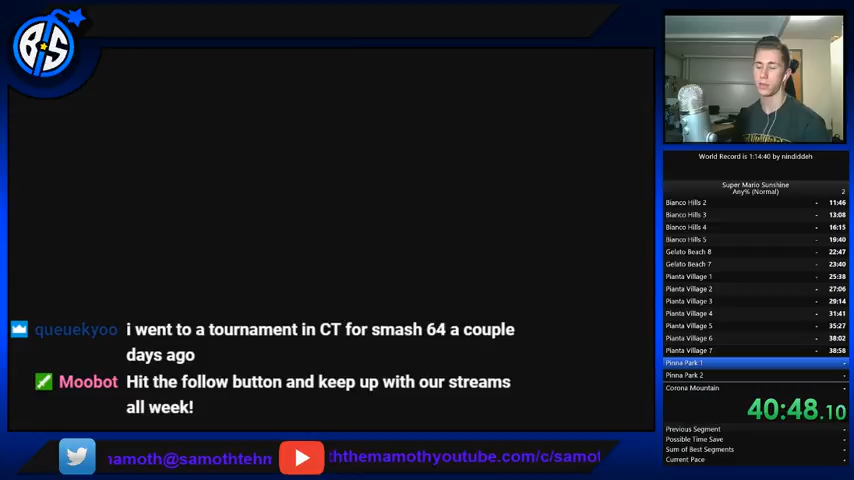 BS
World Record is 1:14:40 by nindiddeh
Super Mario Sunshine
Any% (Normal) 2
Bianco Hills 2 - 11:46
Bianco Hills 3 - 13:08
Bianco Hills 4 - 16:15
Bianco Hills 5 - 19:40
Gelato Beach 8 - 22:47
Gelato Beach 7 - 23:40
Pianta Village 1 - 25:38
Pianta Village 2 - 27:06
Pianta Village 3 - 29:14
Pianta Village 4 - 31:41
Pianta Village 5 - 35:27
Pianta Village 6 - 38:02
Pianta Village 7 - 38:58
Pinna Park 1 -
Pinna Park 2 -
Corona Mountain -
40:48.10
Previous Segment -
Possible Time Save -
Sum of Best Segments -
Current Pace -
queuekyoo i went to a tournament in CT for smash 64 a couple
days ago
Moobot Hit the follow button and keep up with our streams
all week!
namoth@samothtehm
ththemamothyoutube.com/c/samot